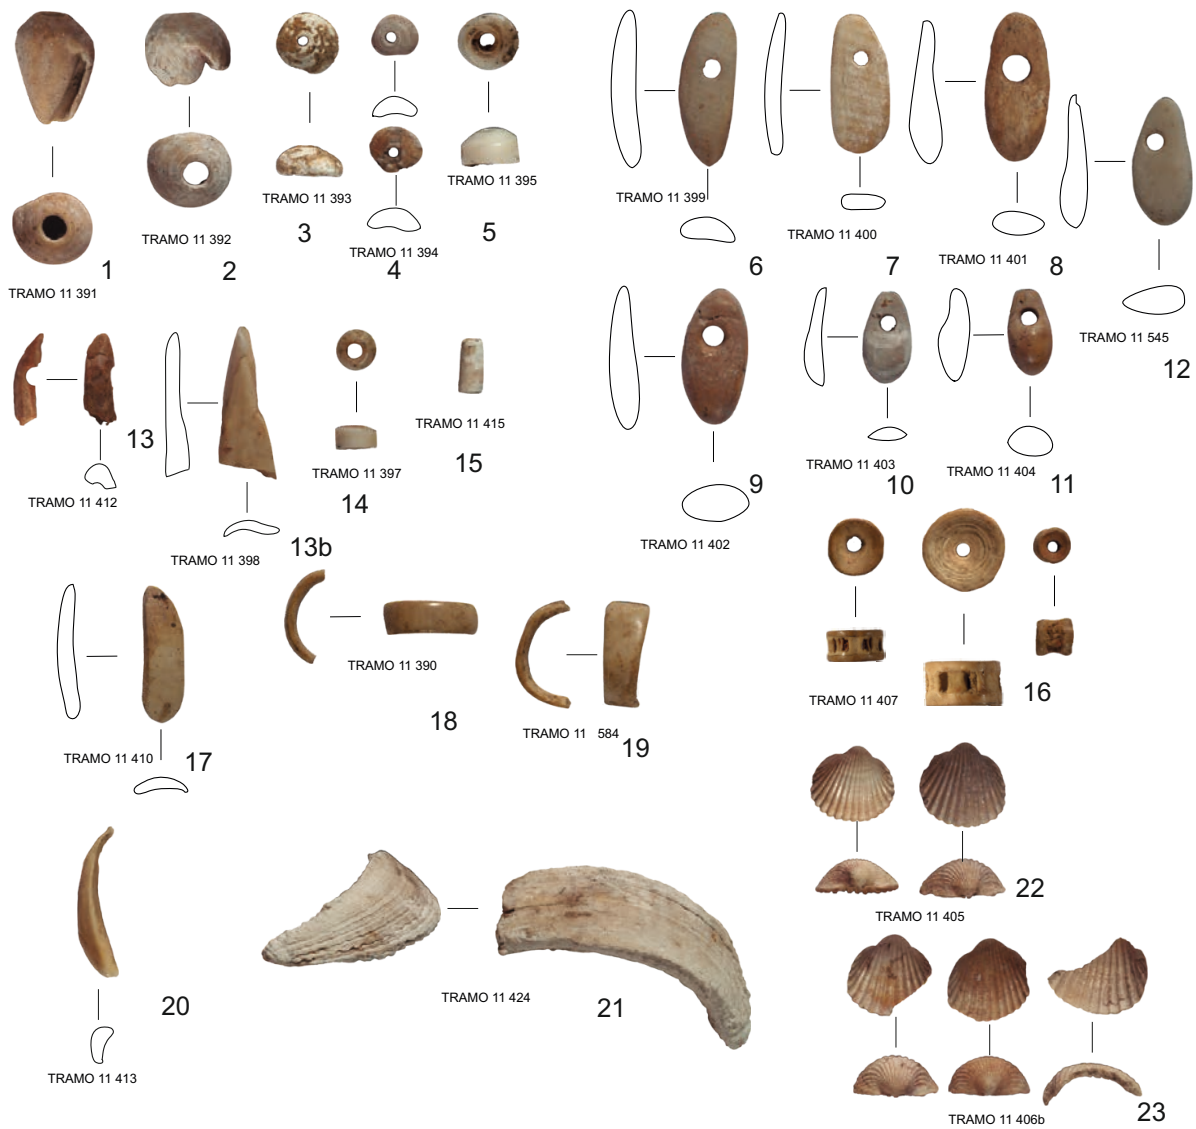 TRAMO 11 391
1
TRAMO 11 392
2
TRAMO 11 393
3
TRAMO 11 394
4
TRAMO 11 395
5
TRAMO 11 399
6
TRAMO 11 400
7
TRAMO 11 401
8
TRAMO 11 545
12
TRAMO 11 412
13
TRAMO 11 398
13b
TRAMO 11 397
14
TRAMO 11 415
15
TRAMO 11 402
9
TRAMO 11 403
10
TRAMO 11 404
11
TRAMO 11 407
16
TRAMO 11 410
17
TRAMO 11 390
18
TRAMO 11 584
19
TRAMO 11 405
22
TRAMO 11 413
20
TRAMO 11 424
21
TRAMO 11 406b
23